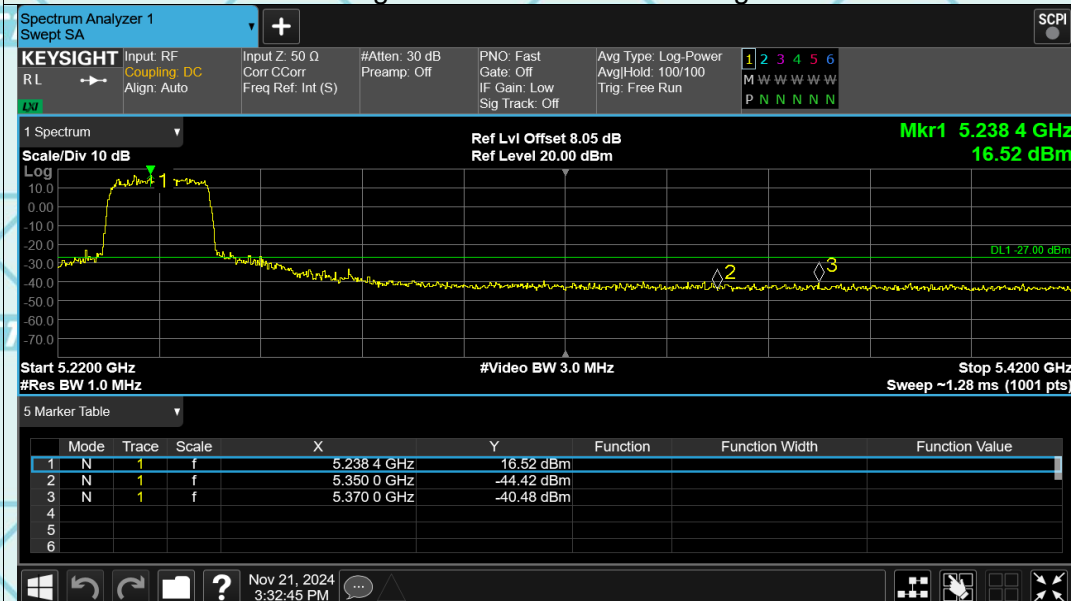 Spectrum Analyzer 1
Swept SA
+
SCPI
KEYSIGHT
R L
LXI
Input: RF
Coupling: DC
Align: Auto
Input Z: 50 Ω
Corr CCorr
Freq Ref: Int (S)
#Atten: 30 dB
Preamp: Off
PNO: Fast
Gate: Off
IF Gain: Low
Sig Track: Off
Avg Type: Log-Power
Avg|Hold: 100/100
Trig: Free Run
1 2 3 4 5 6
M W W W W W
P N N N N N
1 Spectrum
Scale/Div 10 dB
Ref Lvl Offset 8.05 dB
Ref Level 20.00 dBm
Mkr1 5.238 4 GHz
16.52 dBm
Log
10.0
0.00
-10.0
-20.0
-30.0
-40.0
-50.0
-60.0
-70.0
1
2
3
DL1 -27.00 dBm
Start 5.2200 GHz
#Video BW 3.0 MHz
Stop 5.4200 GHz
#Res BW 1.0 MHz
Sweep ~1.28 ms (1001 pts)
5 Marker Table
Mode Trace Scale X Y Function Function Width Function Value
1 N 1 f 5.238 4 GHz 16.52 dBm
2 N 1 f 5.350 0 GHz -44.42 dBm
3 N 1 f 5.370 0 GHz -40.48 dBm
4
5
6
?
Nov 21, 2024
3:32:45 PM